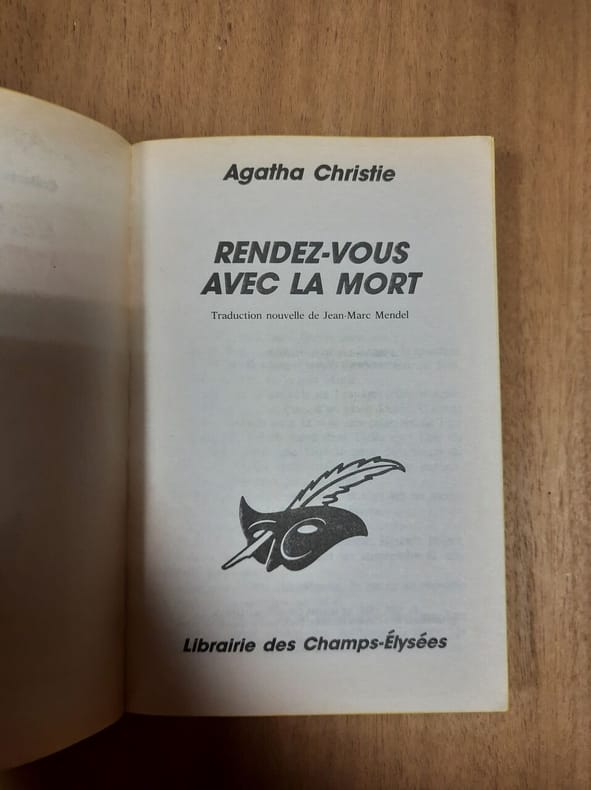 Agatha Christie
RENDEZ-VOUS
AVEC LA MORT
Traduction nouvelle de Jean-Marc Mendel
Librairie des Champs-Élysées